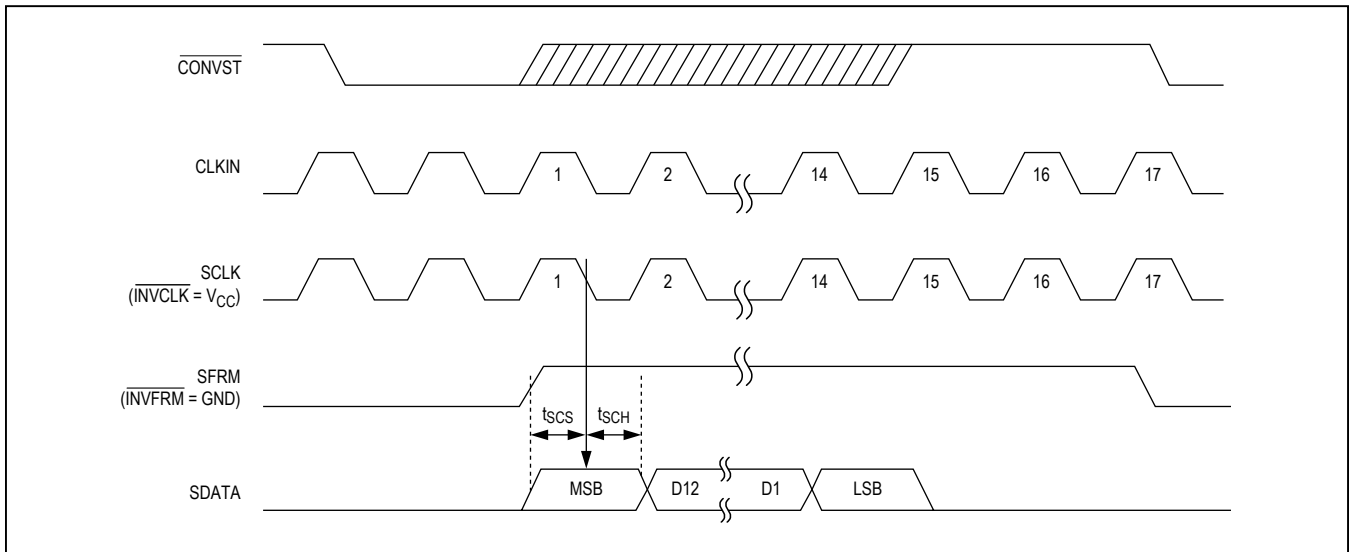 CONVST
CLKIN
1 2 14 15 16 17
SCLK
(INVCLK = VCC)
1 2 14 15 16 17
SFRM
(INVFRM = GND)
tSCS tSCH
SDATA
MSB D12 D1 LSB